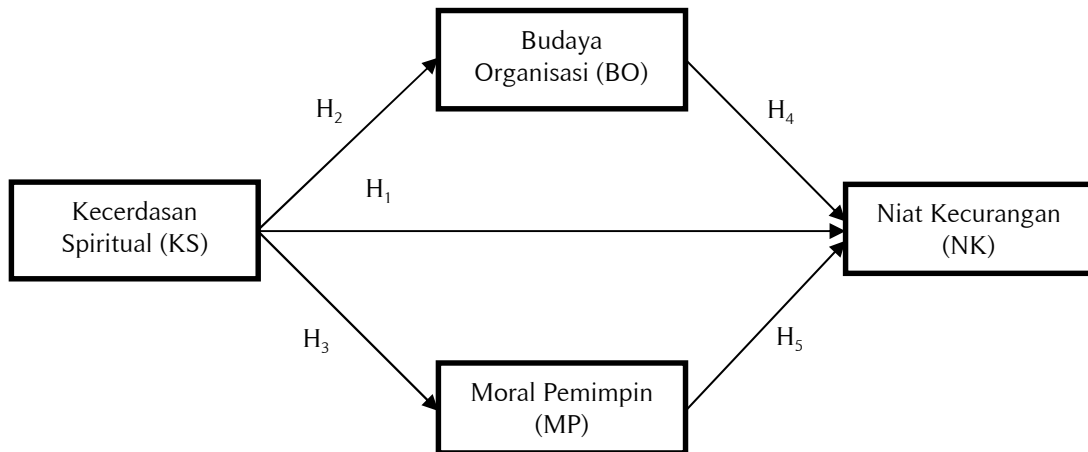 Budaya
Organisasi (BO)
H2
H4
H1
Kecerdasan
Spiritual (KS)
Niat Kecurangan
(NK)
H3
H5
Moral Pemimpin
(MP)